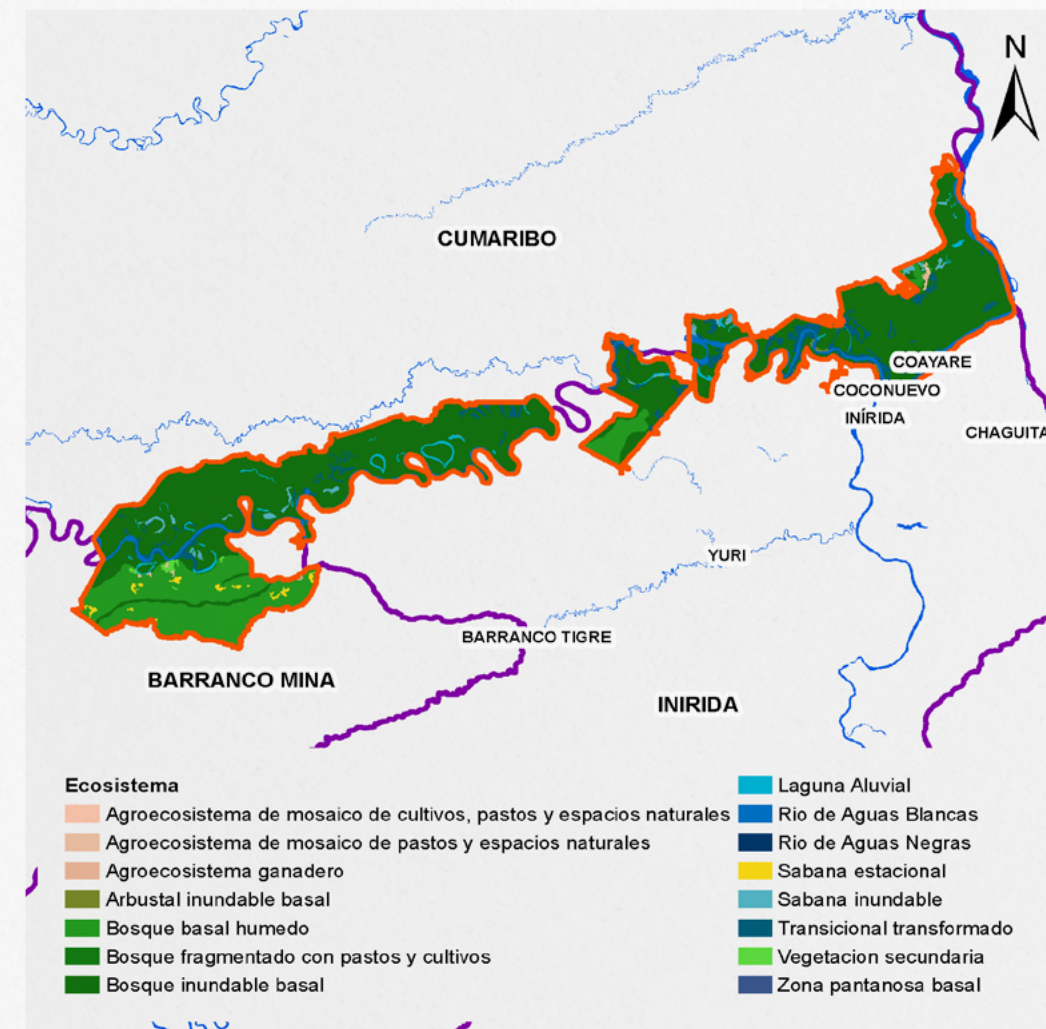 N
CUMARIBO
COAYARE
COCONUEVO
INÍRIDA
CHAGUITA
YURI
BARRANCO TIGRE
BARRANCO MINA
INIRIDA
Ecosistema
Agroecosistema de mosaico de cultivos, pastos y espacios naturales
Agroecosistema de mosaico de pastos y espacios naturales
Agroecosistema ganadero
Arbustal inundable basal
Bosque basal humedo
Bosque fragmentado con pastos y cultivos
Bosque inundable basal
Laguna Aluvial
Rio de Aguas Blancas
Rio de Aguas Negras
Sabana estacional
Sabana inundable
Transicional transformado
Vegetacion secundaria
Zona pantanosa basal